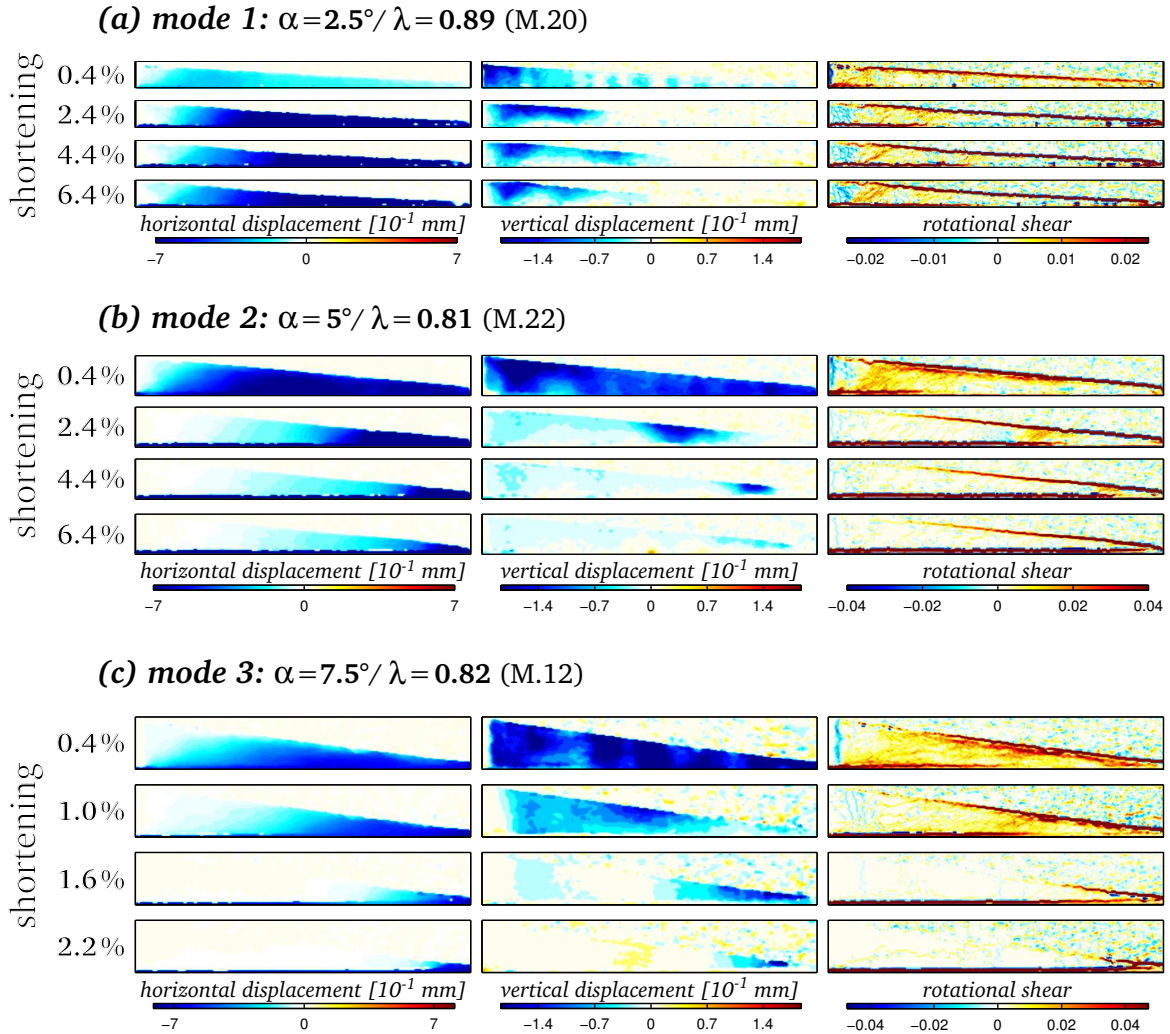 (a) mode 1: α=2.5°/ λ=0.89 (M.20)
shortening
0.4%
2.4%
4.4%
6.4%
horizontal displacement [10⁻¹ mm] vertical displacement [10⁻¹ mm] rotational shear
−7 0 7 −1.4 −0.7 0 0.7 1.4 −0.02 −0.01 0 0.01 0.02
(b) mode 2: α=5°/ λ=0.81 (M.22)
shortening
0.4%
2.4%
4.4%
6.4%
horizontal displacement [10⁻¹ mm] vertical displacement [10⁻¹ mm] rotational shear
−7 0 7 −1.4 −0.7 0 0.7 1.4 −0.04 −0.02 0 0.02 0.04
(c) mode 3: α=7.5°/ λ=0.82 (M.12)
shortening
0.4%
1.0%
1.6%
2.2%
horizontal displacement [10⁻¹ mm] vertical displacement [10⁻¹ mm] rotational shear
−7 0 7 −1.4 −0.7 0 0.7 1.4 −0.04 −0.02 0 0.02 0.04